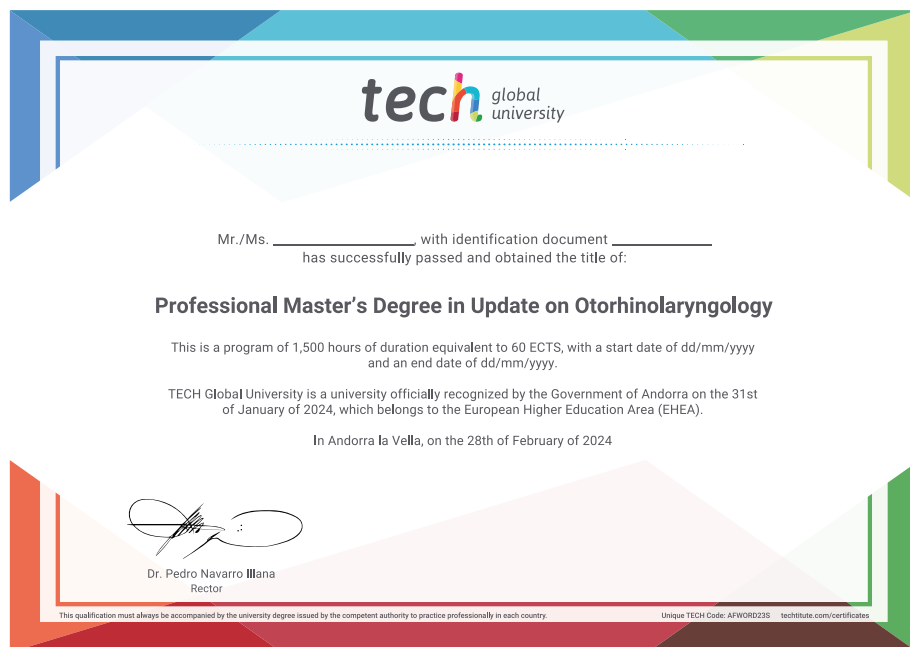 tech global
university
Mr./Ms. ____________, with identification document ____________
has successfully passed and obtained the title of:
Professional Master’s Degree in Update on Otorhinolaryngology
This is a program of 1,500 hours of duration equivalent to 60 ECTS, with a start date of dd/mm/yyyy
and an end date of dd/mm/yyyy.
TECH Global University is a university officially recognized by the Government of Andorra on the 31st
of January of 2024, which belongs to the European Higher Education Area (EHEA).
In Andorra la Vella, on the 28th of February of 2024
Dr. Pedro Navarro Illana
Rector
This qualification must always be accompanied by the university degree issued by the competent authority to practice professionally in each country.
Unique TECH Code: AFWORD23S techtitute.com/certificates